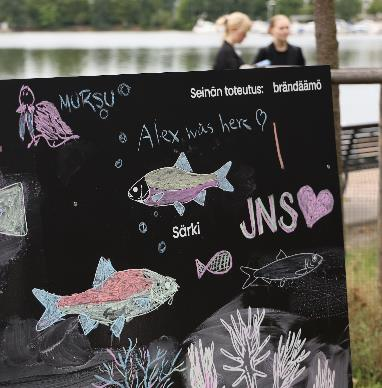 Seinän toteutus: brändäämö
MURSU
Alex was here ♡
Särki
JNS ♥